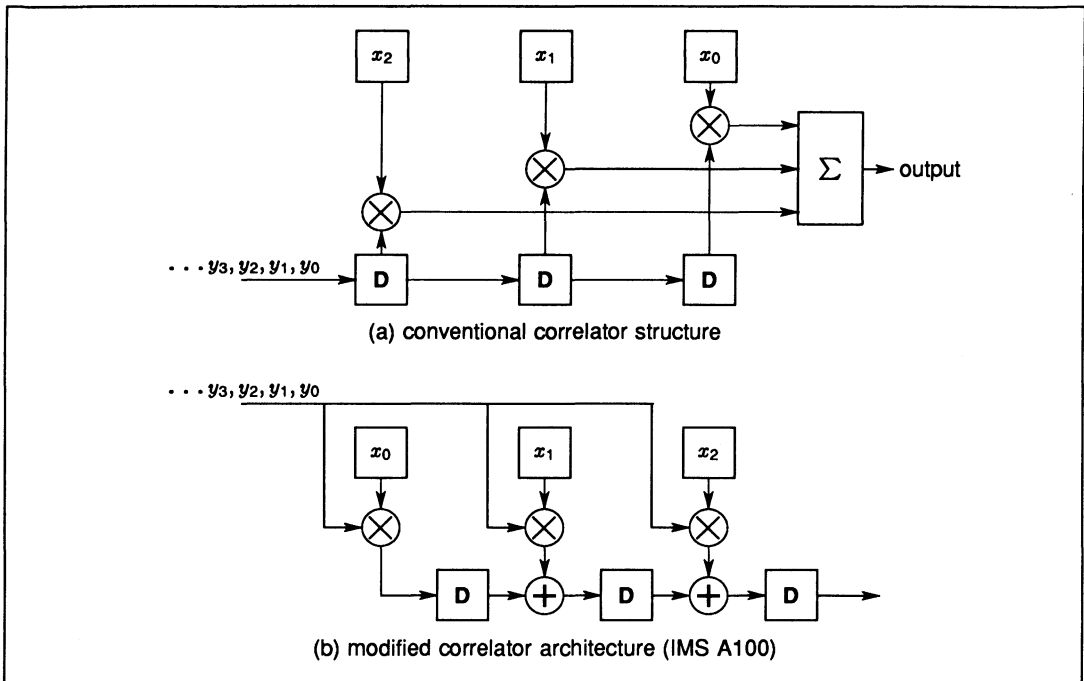 x₂ x₁ x₀
Σ output
· · · y₃, y₂, y₁, y₀
D D D
(a) conventional correlator structure
· · · y₃, y₂, y₁, y₀
x₀ x₁ x₂
D + D + D
(b) modified correlator architecture (IMS A100)